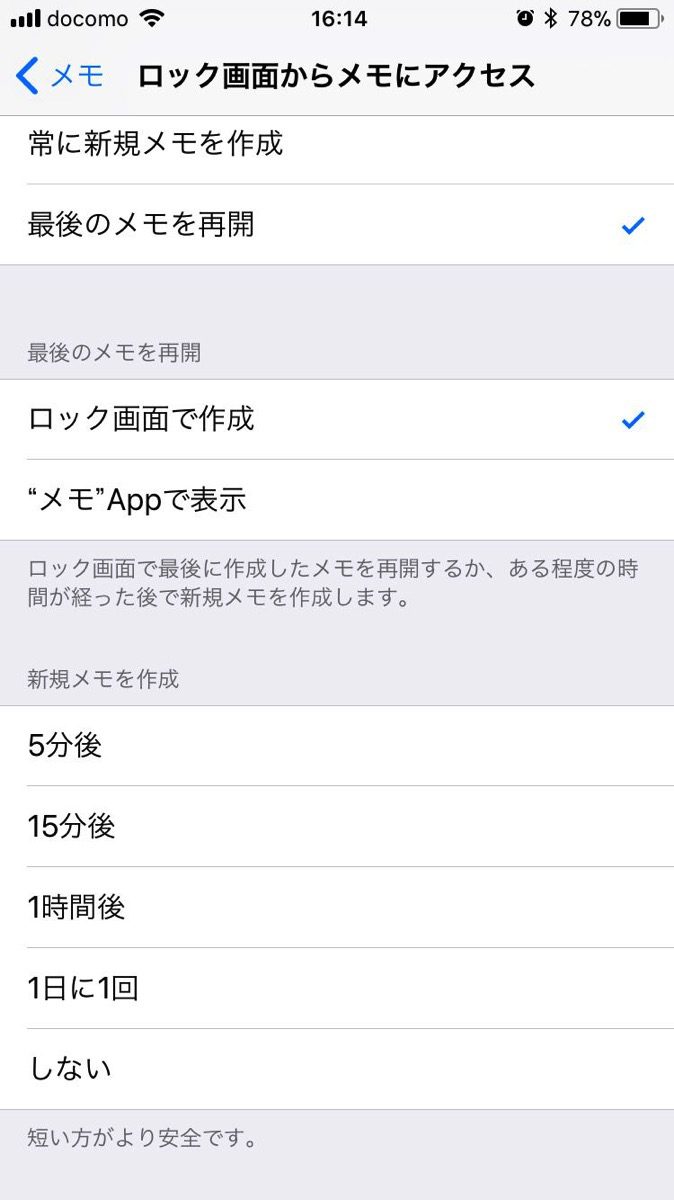 docomo 16:14 78%
メモ ロック画面からメモにアクセス
常に新規メモを作成
最後のメモを再開
最後のメモを再開
ロック画面で作成
“メモ”Appで表示
ロック画面で最後に作成したメモを再開するか、ある程度の時
間が経った後で新規メモを作成します。
新規メモを作成
5分後
15分後
1時間後
1日に1回
しない
短い方がより安全です。